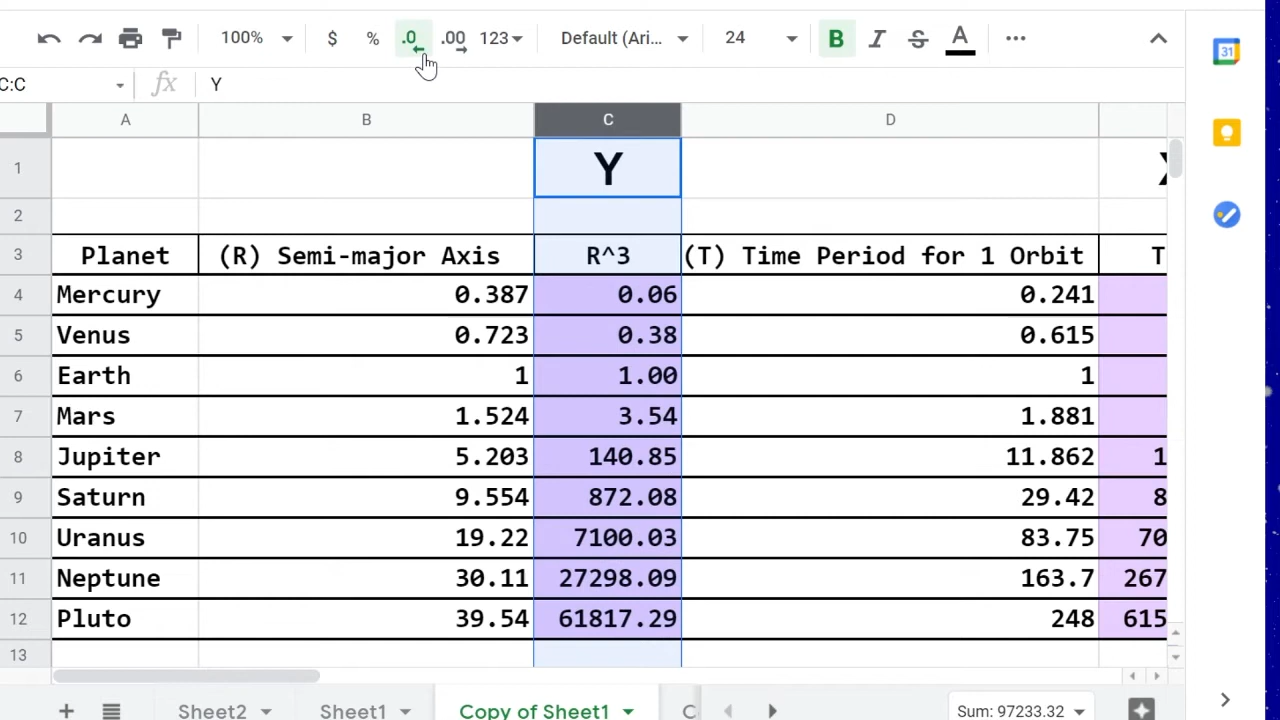 100% $ % .0 .00 123 Default (Ari... 24 B I S A
C:C fx Y
A B C D
1 Y
2
3 Planet (R) Semi-major Axis R^3 (T) Time Period for 1 Orbit T
4 Mercury 0.387 0.06 0.241
5 Venus 0.723 0.38 0.615
6 Earth 1 1.00 1
7 Mars 1.524 3.54 1.881
8 Jupiter 5.203 140.85 11.862 1
9 Saturn 9.554 872.08 29.42 8
10 Uranus 19.22 7100.03 83.75 70
11 Neptune 30.11 27298.09 163.7 267
12 Pluto 39.54 61817.29 248 615
13
Sheet2 Sheet1 Copy of Sheet1 C Sum: 97233.32
31